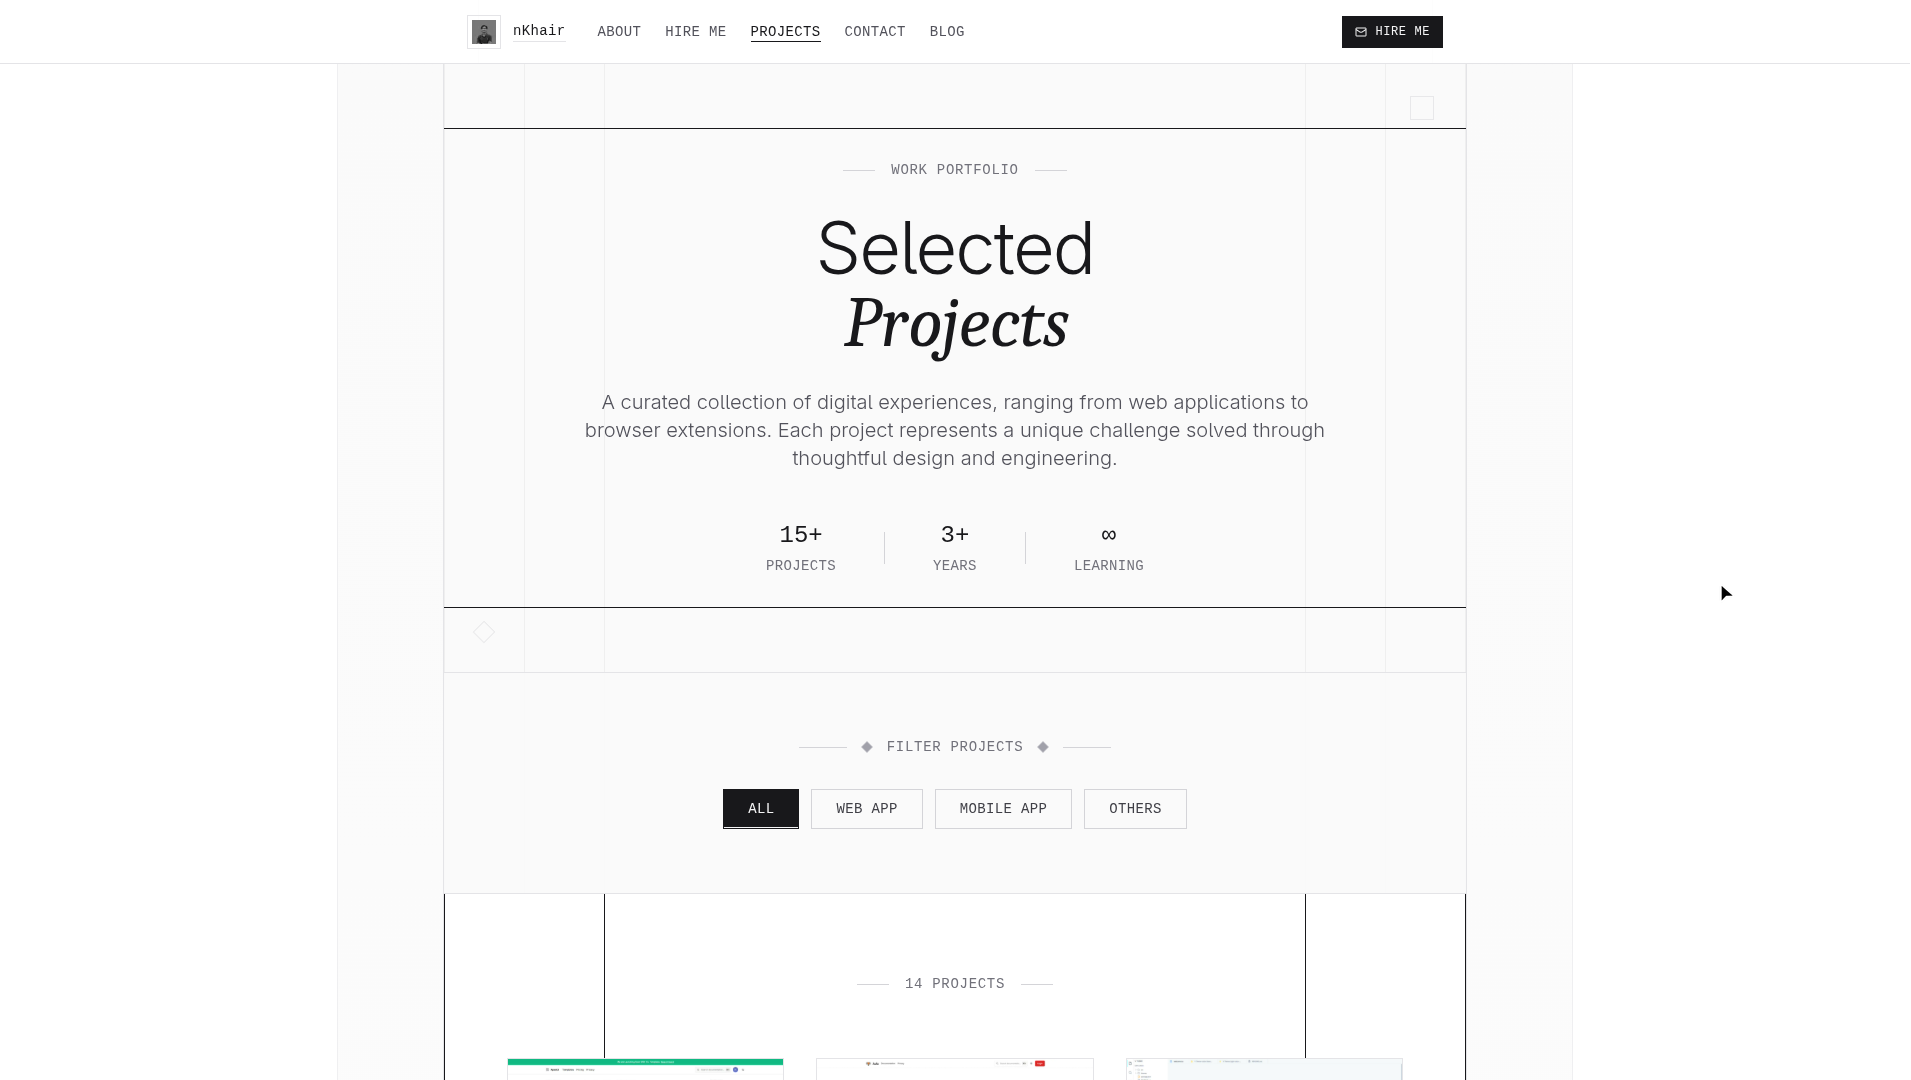 nKhair
ABOUT
HIRE ME
PROJECTS
CONTACT
BLOG
HIRE ME
WORK PORTFOLIO
Selected
Projects
A curated collection of digital experiences, ranging from web applications to
browser extensions. Each project represents a unique challenge solved through
thoughtful design and engineering.
15+
PROJECTS
3+
YEARS
∞
LEARNING
FILTER PROJECTS
ALL
WEB APP
MOBILE APP
OTHERS
14 PROJECTS